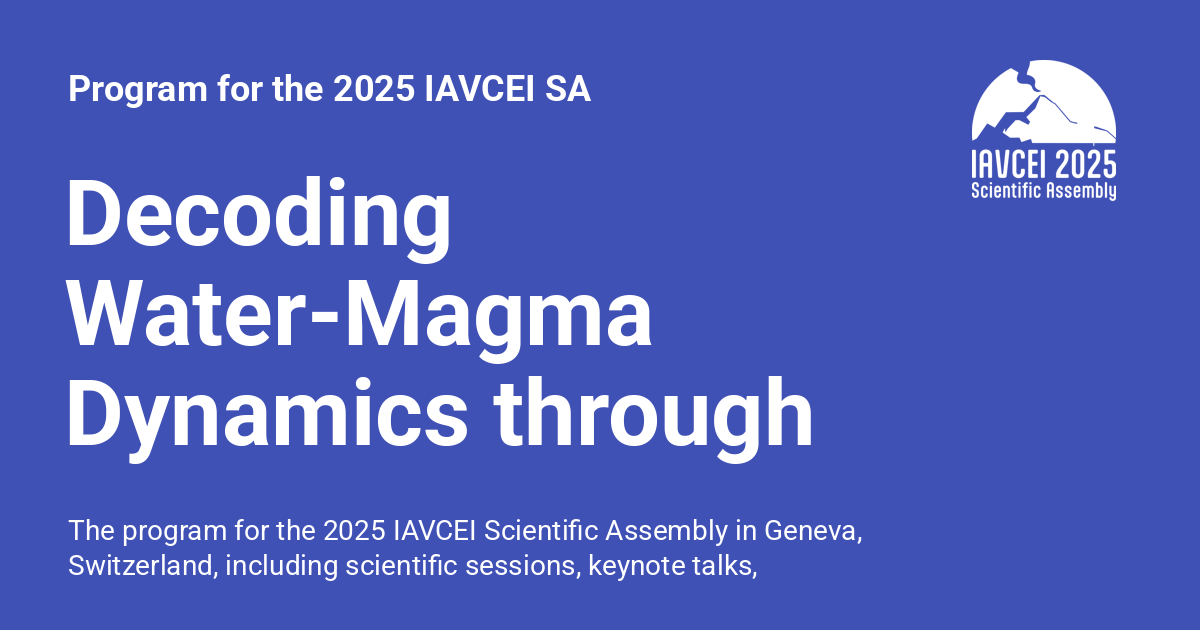 Program for the 2025 IAVCEI SA
IAVCEI 2025
Scientific Assembly
Decoding
Water-Magma
Dynamics through
The program for the 2025 IAVCEI Scientific Assembly in Geneva,
Switzerland, including scientific sessions, keynote talks,